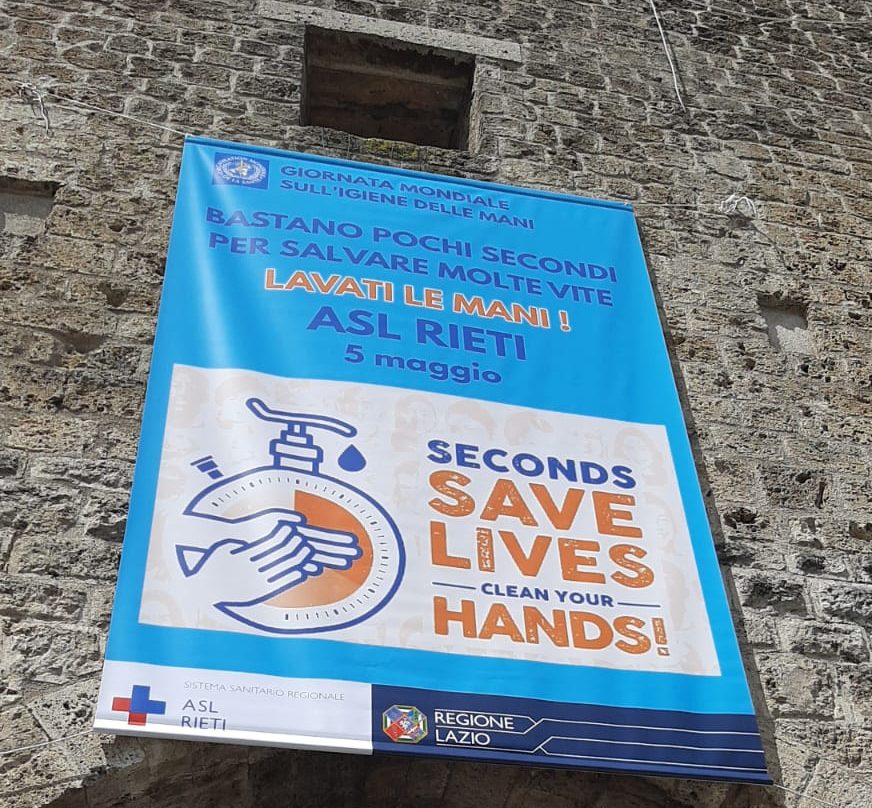 GIORNATA MONDIALE
SULL'IGIENE DELLE MANI
BASTANO POCHI SECONDI
PER SALVARE MOLTE VITE
LAVATI LE MANI !
ASL RIETI
5 maggio
SECONDS
SAVE
LIVES
CLEAN YOUR
HANDS!
SISTEMA SANITARIO REGIONALE
ASL
RIETI
REGIONE
LAZIO